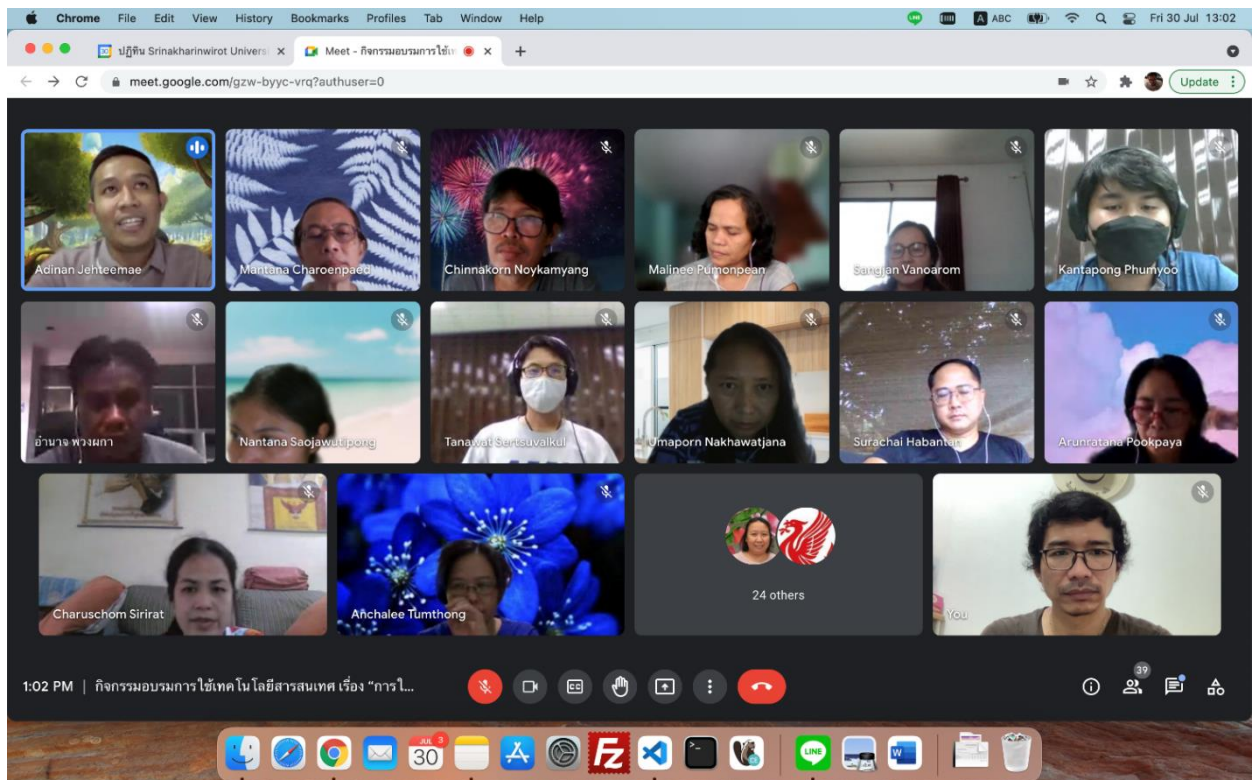 Chrome File Edit View History Bookmarks Profiles Tab Window Help
ABC
Fri 30 Jul 13:02
ปฏิทิน Srinakharinwirot Univers
Meet - กิจกรรมอบรมการใช้เท
meet.google.com/gzw-byyc-vrq?authuser=0
Update
Adinan Jehteemae
Mantana Charoenpaed
Chinnakorn Noykamyang
Malinee Pumonpean
Sangjan Vanoarom
Kantapong Phumyoo
อำนาจ พวงผกา
Nantana Saojawutipong
Tanawat Sertsuvalkul
Umaporn Nakhawatjana
Surachai Habantan
Arunratana Pookpaya
Charuschom Sirirat
Anchalee Tumthong
24 others
You
1:02 PM | กิจกรรมอบรมการใช้เทคโนโลยีสารสนเทศ เรื่อง “การใ...
39
JUL 3
30
LINE